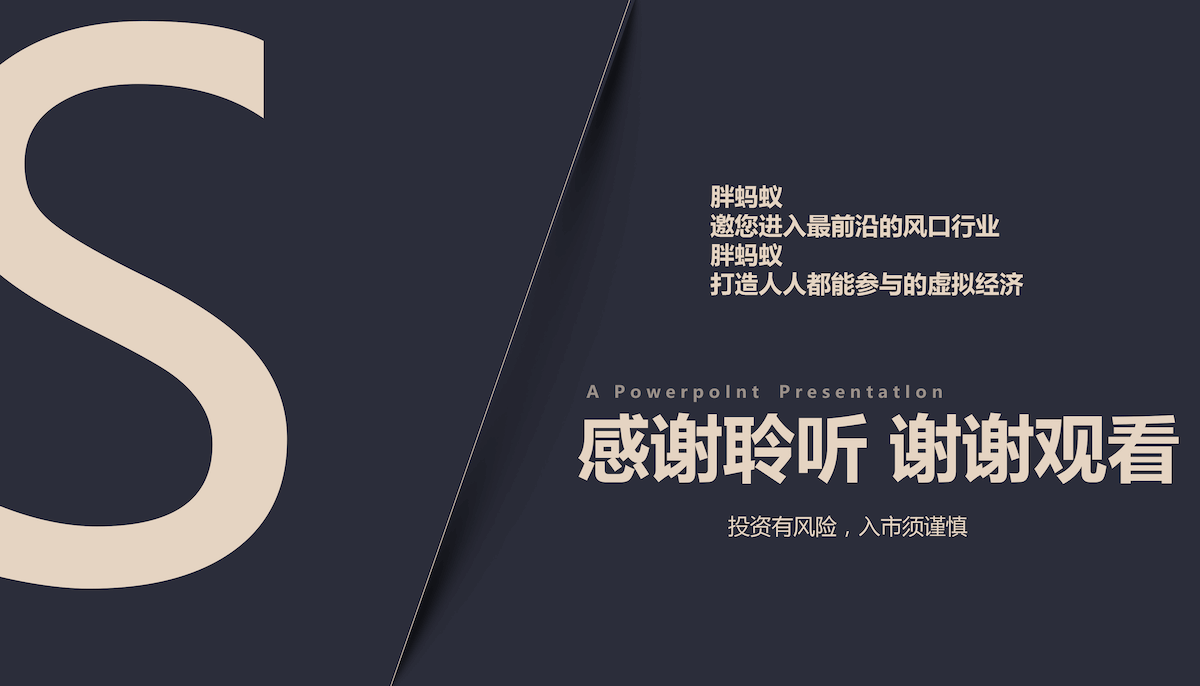 S
胖蚂蚁
邀您进入最前沿的风口行业
胖蚂蚁
打造人人都能参与的虚拟经济
A PowerpoInt PresentatIon
感谢聆听 谢谢观看
投资有风险，入市须谨慎